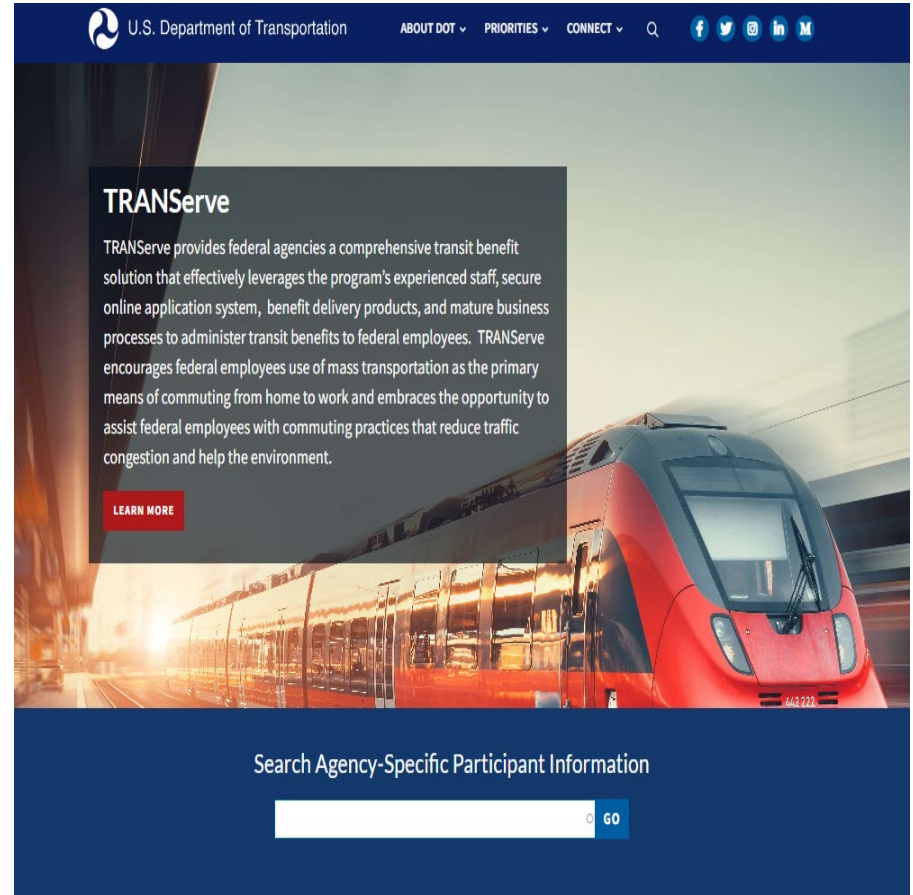 U.S. Department of Transportation
ABOUT DOT
PRIORITIES
CONNECT
TRANServe
TRANServe provides federal agencies a comprehensive transit benefit
solution that effectively leverages the program's experienced staff, secure
online application system, benefit delivery products, and mature business
processes to administer transit benefits to federal employees. TRANServe
encourages federal employees use of mass transportation as the primary
means of commuting from home to work and embraces the opportunity to
assist federal employees with commuting practices that reduce traffic
congestion and help the environment.
LEARN MORE
442 222
Search Agency-Specific Participant Information
GO